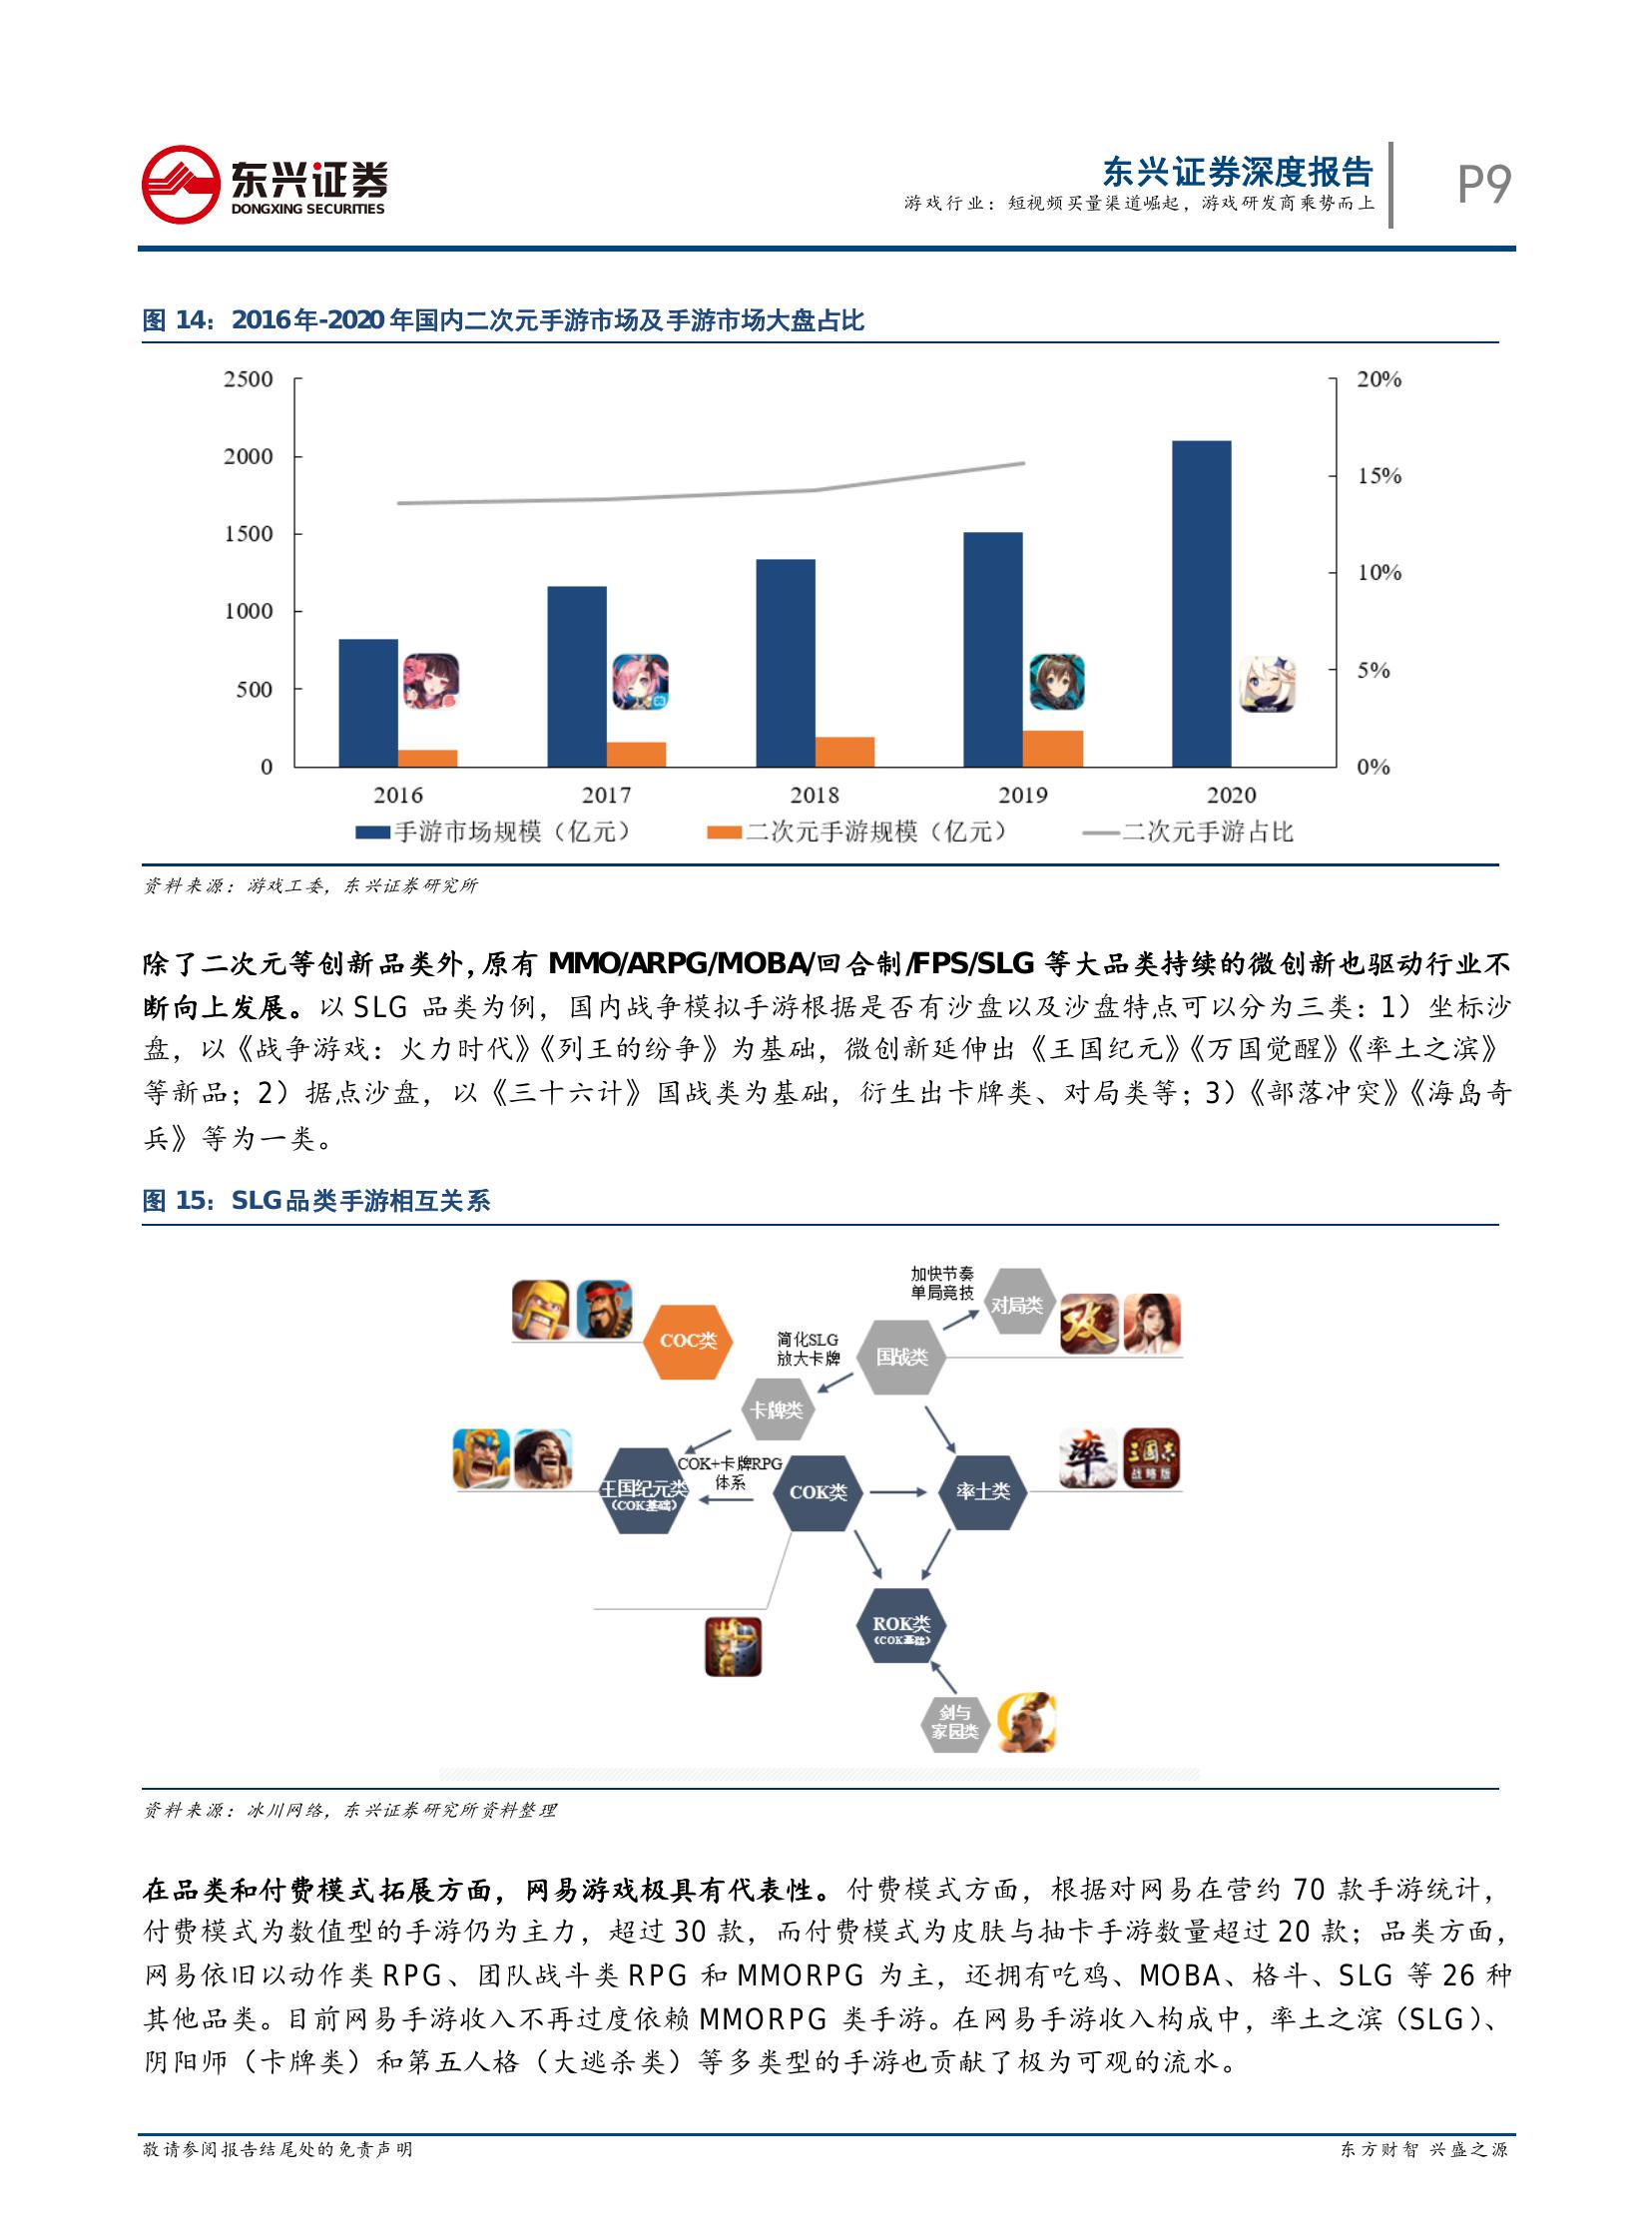 东兴证券
DONGXING SECURITIES
东兴证券深度报告
游戏行业：短视频买量渠道崛起，游戏研发商乘势而上
P9
图 14：2016年-2020 年国内二次元手游市场及手游市场大盘占比
2500
2000
1500
1000
500
0
20%
15%
10%
5%
0%
2016 2017 2018 2019 2020
手游市场规模（亿元） 二次元手游规模（亿元） 二次元手游占比
资料来源：游戏工委，东兴证券研究所
除了二次元等创新品类外，原有 MMO/ARPG/MOBA/回合制/FPS/SLG 等大品类持续的微创新也驱动行业不
断向上发展。以 SLG 品类为例，国内战争模拟手游根据是否有沙盘以及沙盘特点可以分为三类：1）坐标沙
盘，以《战争游戏：火力时代》《列王的纷争》为基础，微创新延伸出《王国纪元》《万国觉醒》《率土之滨》
等新品；2）据点沙盘，以《三十六计》国战类为基础，衍生出卡牌类、对局类等；3）《部落冲突》《海岛奇
兵》等为一类。
图 15：SLG品类手游相互关系
加快节奏
单局竞技
对局类
攻
COC类
简化SLG
放大卡牌
国战类
卡牌类
王国纪元类
（COK基础）
COK+卡牌RPG
体系
COK类
率土类
率
三國志
战略版
ROK类
（COK基础）
剑与
家园类
资料来源：冰川网络，东兴证券研究所资料整理
在品类和付费模式拓展方面，网易游戏极具有代表性。付费模式方面，根据对网易在营约 70 款手游统计，
付费模式为数值型的手游仍为主力，超过 30 款，而付费模式为皮肤与抽卡手游数量超过 20 款；品类方面，
网易依旧以动作类 RPG、团队战斗类 RPG 和 MMORPG 为主，还拥有吃鸡、MOBA、格斗、SLG 等 26 种
其他品类。目前网易手游收入不再过度依赖 MMORPG 类手游。在网易手游收入构成中，率土之滨（SLG）、
阴阳师（卡牌类）和第五人格（大逃杀类）等多类型的手游也贡献了极为可观的流水。
敬请参阅报告结尾处的免责声明
东方财智 兴盛之源